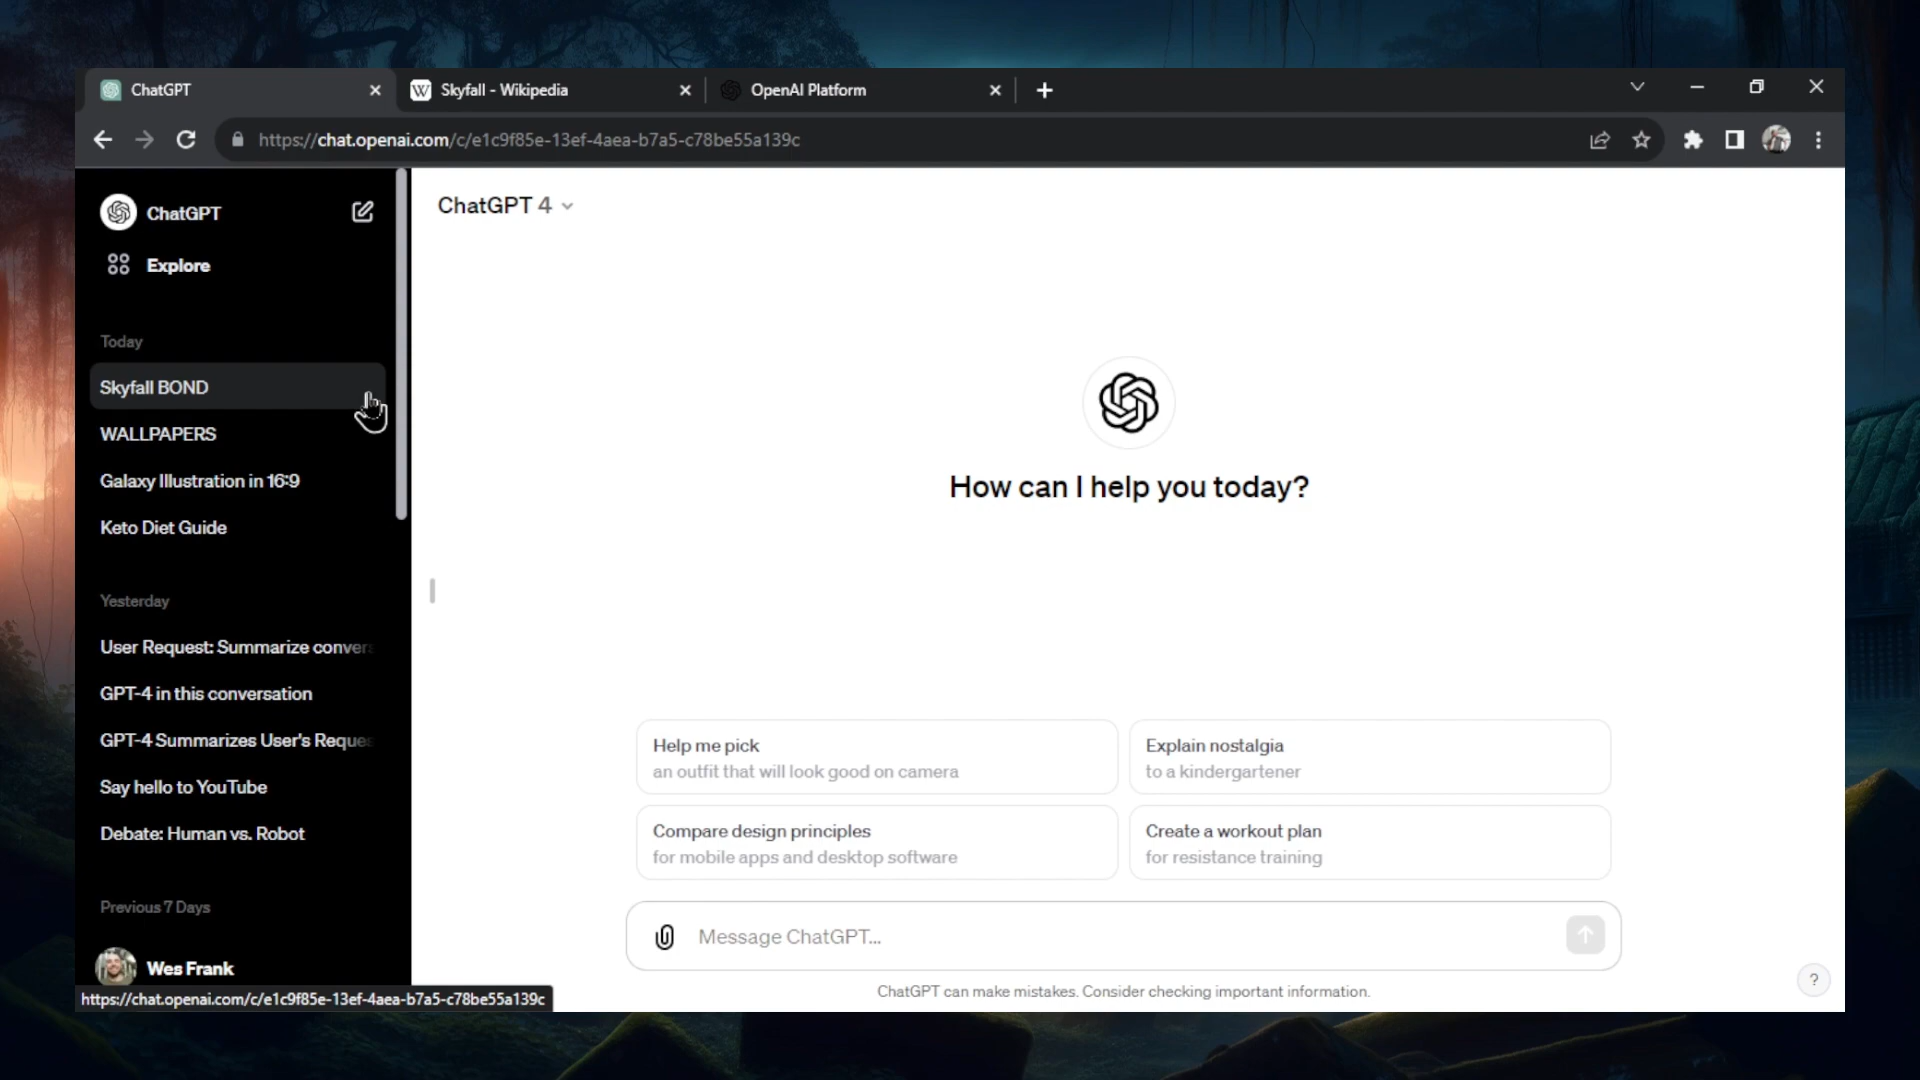 ChatGPT
Skyfall - Wikipedia
OpenAI Platform
https://chat.openai.com/c/e1c9f85e-13ef-4aea-b7a5-c78be55a139c
ChatGPT
Explore
Today
Skyfall BOND
WALLPAPERS
Galaxy Illustration in 16:9
Keto Diet Guide
Yesterday
User Request: Summarize convers
GPT-4 in this conversation
GPT-4 Summarizes User's Reques
Say hello to YouTube
Debate: Human vs. Robot
Previous 7 Days
Wes Frank
https://chat.openai.com/c/e1c9f85e-13ef-4aea-b7a5-c78be55a139c
ChatGPT 4
How can I help you today?
Help me pick
an outfit that will look good on camera
Explain nostalgia
to a kindergartener
Compare design principles
for mobile apps and desktop software
Create a workout plan
for resistance training
Message ChatGPT...
ChatGPT can make mistakes. Consider checking important information.
?